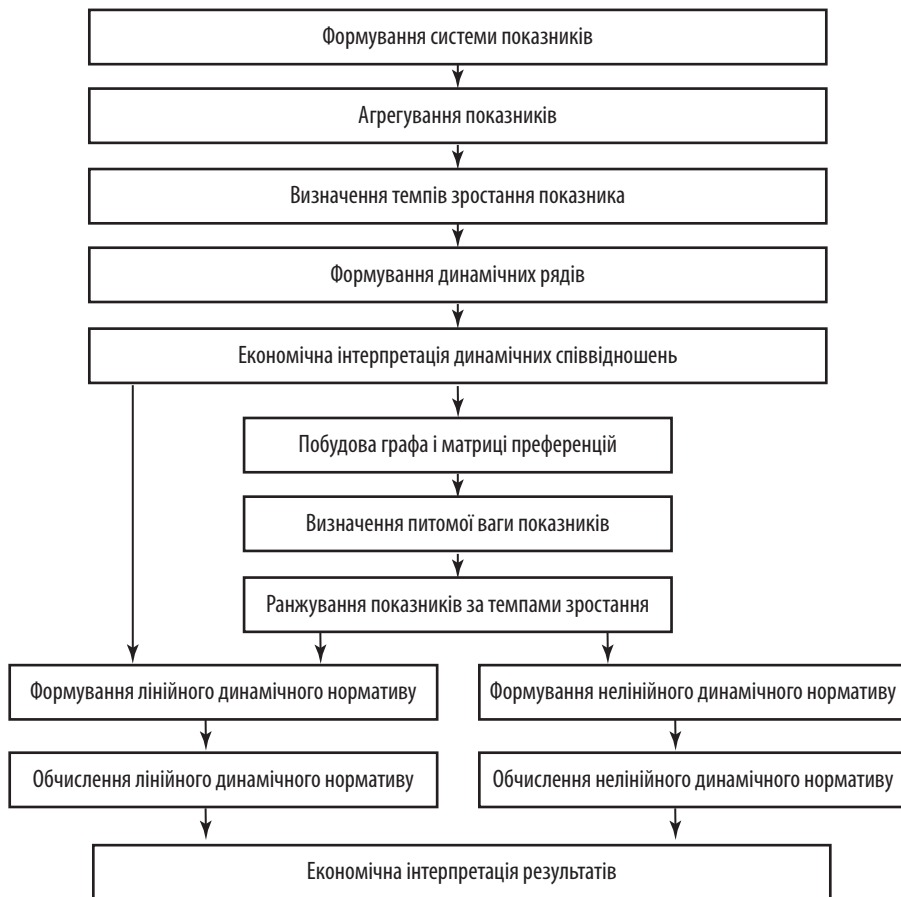 Формування системи показників
Агрегування показників
Визначення темпів зростання показника
Формування динамічних рядів
Економічна інтерпретація динамічних співвідношень
Побудова графа і матриці преференцій
Визначення питомої ваги показників
Ранжування показників за темпами зростання
Формування лінійного динамічного нормативу
Формування нелінійного динамічного нормативу
Обчислення лінійного динамічного нормативу
Обчислення нелінійного динамічного нормативу
Економічна інтерпретація результатів